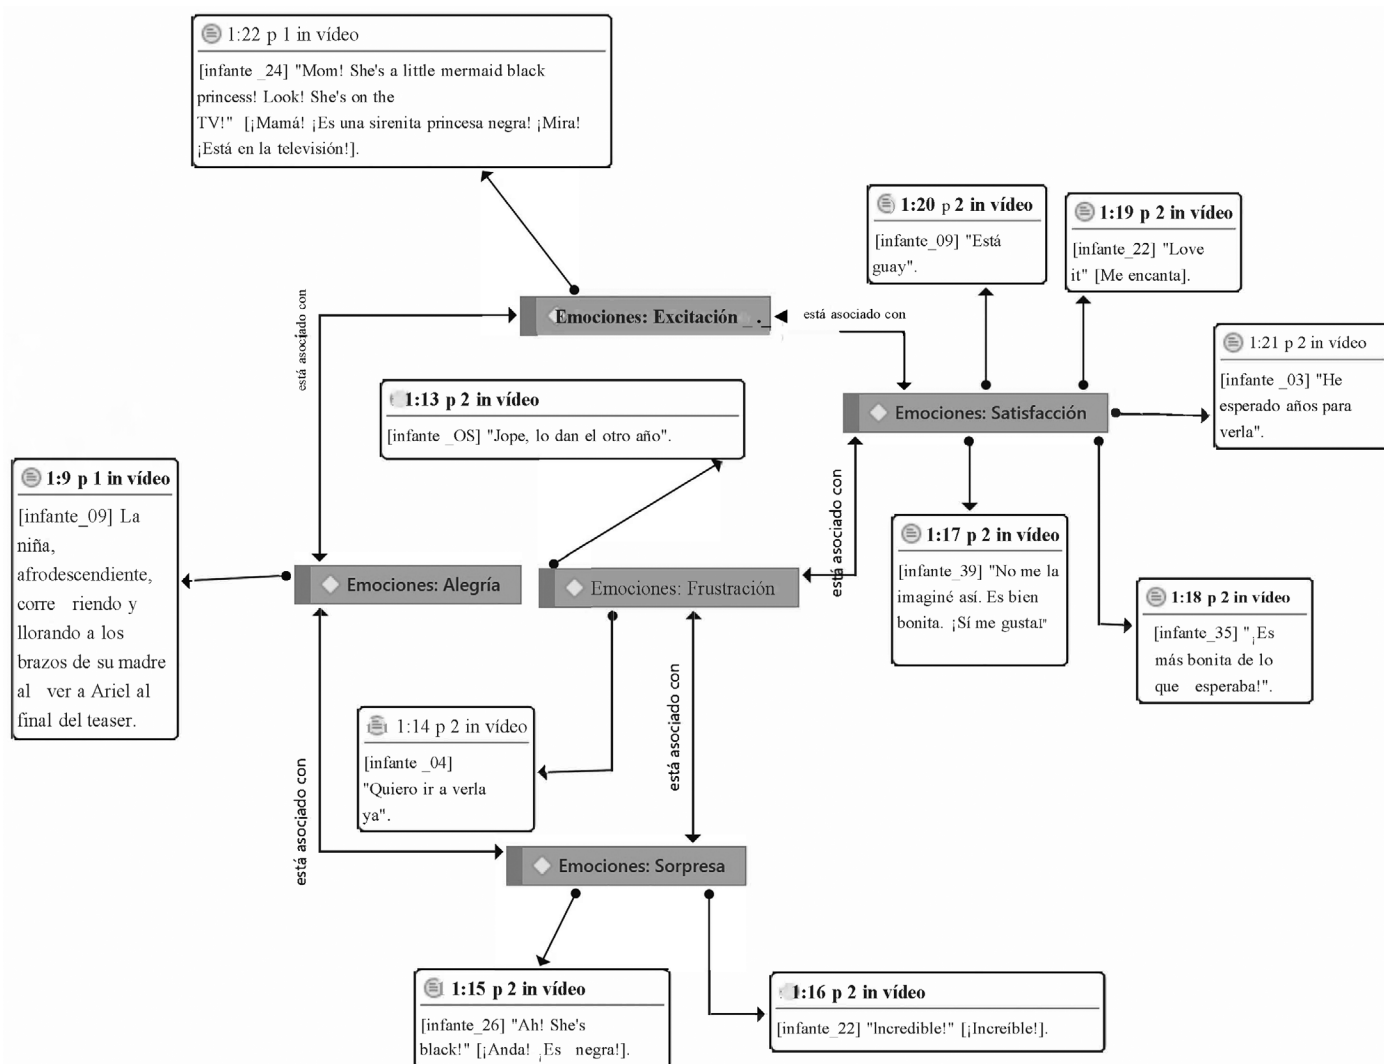 1:22 p 1 in vídeo
[infante _24] "Mom! She's a little mermaid black
princess! Look! She's on the
TV!" [¡Mamá! ¡Es una sirenita princesa negra! ¡Mira!
¡Está en la televisión!].
1:20 p 2 in vídeo
[infante_09] "Está
guay".
1:19 p 2 in vídeo
[infante_22] "Love
it" [Me encanta].
está asociado con
Emociones: Excitación _ ._
está asociado con
1:21 p 2 in vídeo
[infante _03] "He
esperado años para
verla".
1:13 p 2 in vídeo
[infante _OS] "Jope, lo dan el otro año".
Emociones: Satisfacción
1:9 p 1 in vídeo
[infante_09] La
niña,
afrodescendiente,
corre riendo y
llorando a los
brazos de su madre
al ver a Ariel al
final del teaser.
está asociado con
1:17 p 2 in vídeo
[infante_39] "No me la
imaginé así. Es bien
bonita. ¡Sí me gustaI"
Emociones: Alegría
Emociones: Frustración
1:18 p 2 in vídeo
[infante_35] "¡Es
más bonita de lo
que esperaba!".
está asociado con
está asociado con
1:14 p 2 in vídeo
[infante _04]
"Quiero ir a verla
ya".
Emociones: Sorpresa
1:15 p 2 in vídeo
[infante_26] "Ah! She's
black!" [¡Anda! ¡Es negra!].
1:16 p 2 in vídeo
[infante_22] "lncredible!" [¡Increíble!].